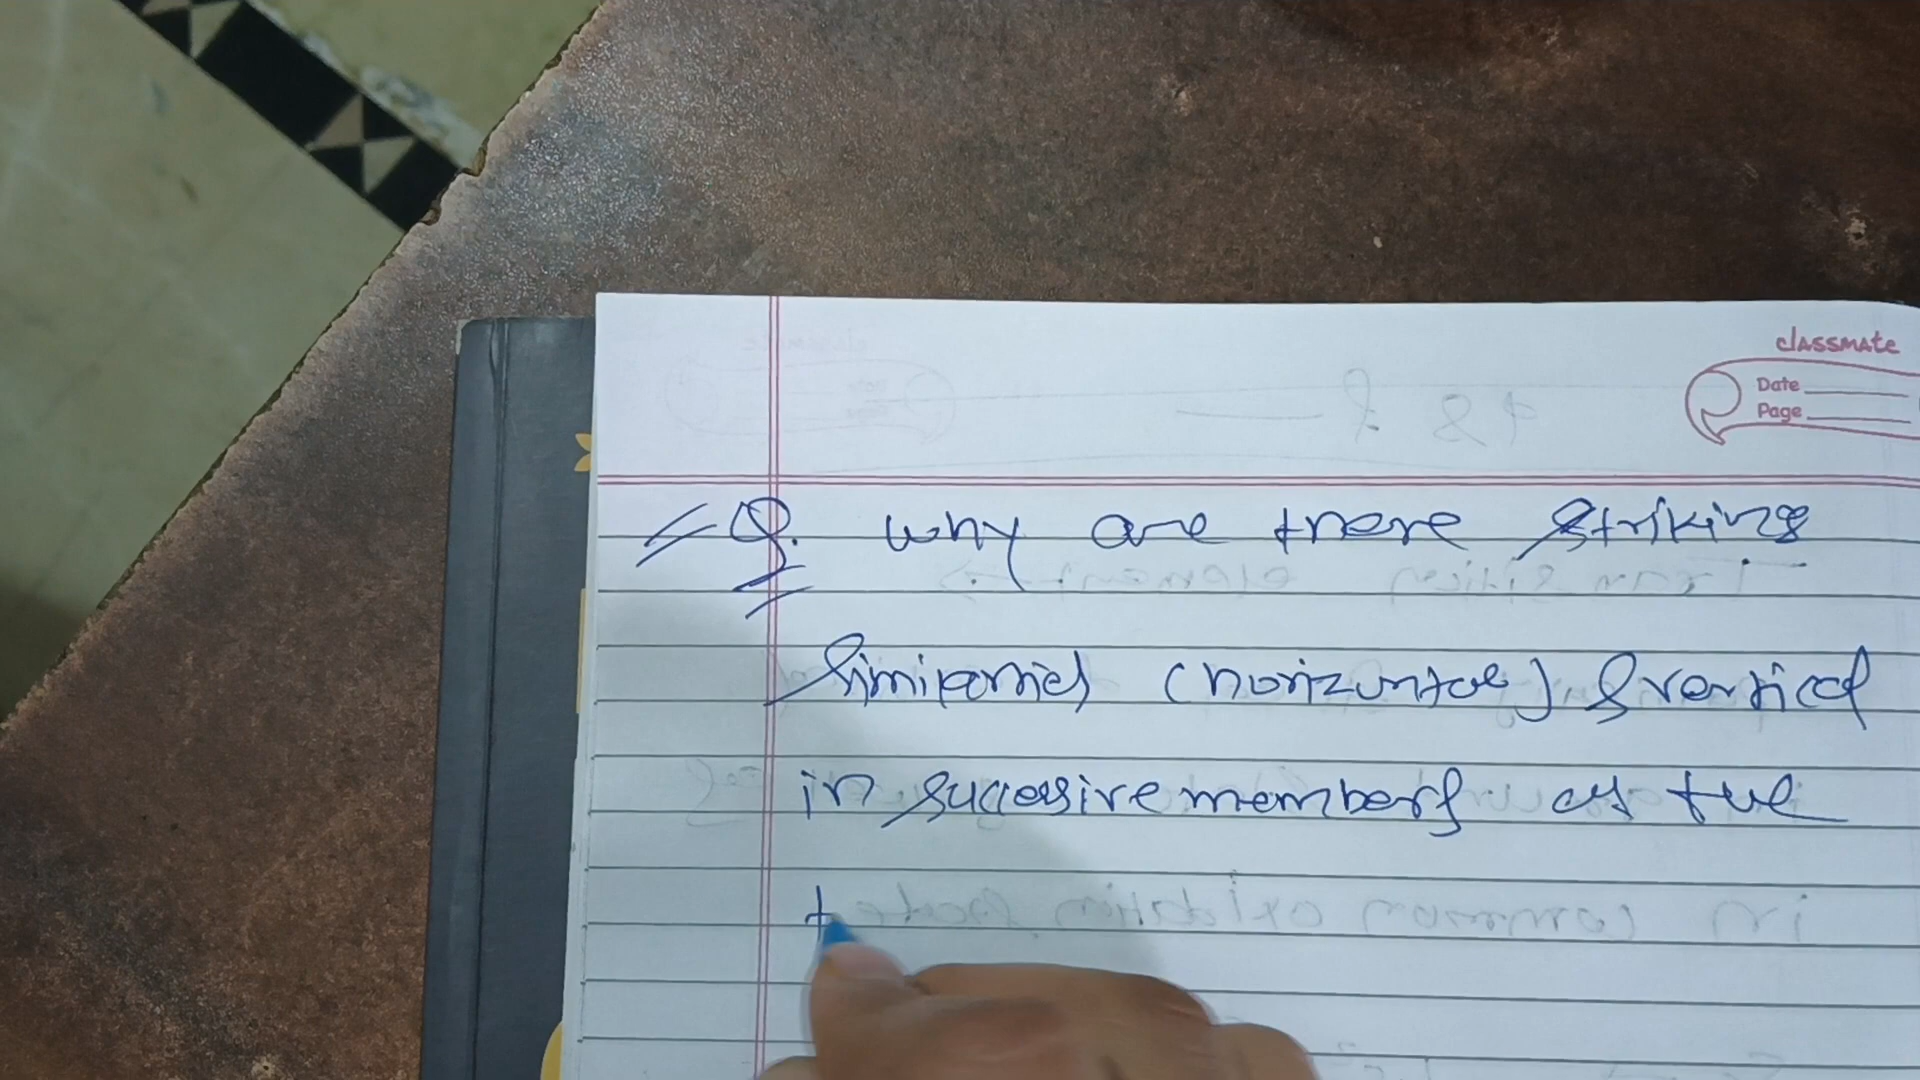 classmate
Date
Page
Q. why are there striking
Similarities (horizontal) & vertical
in successive members of the
t